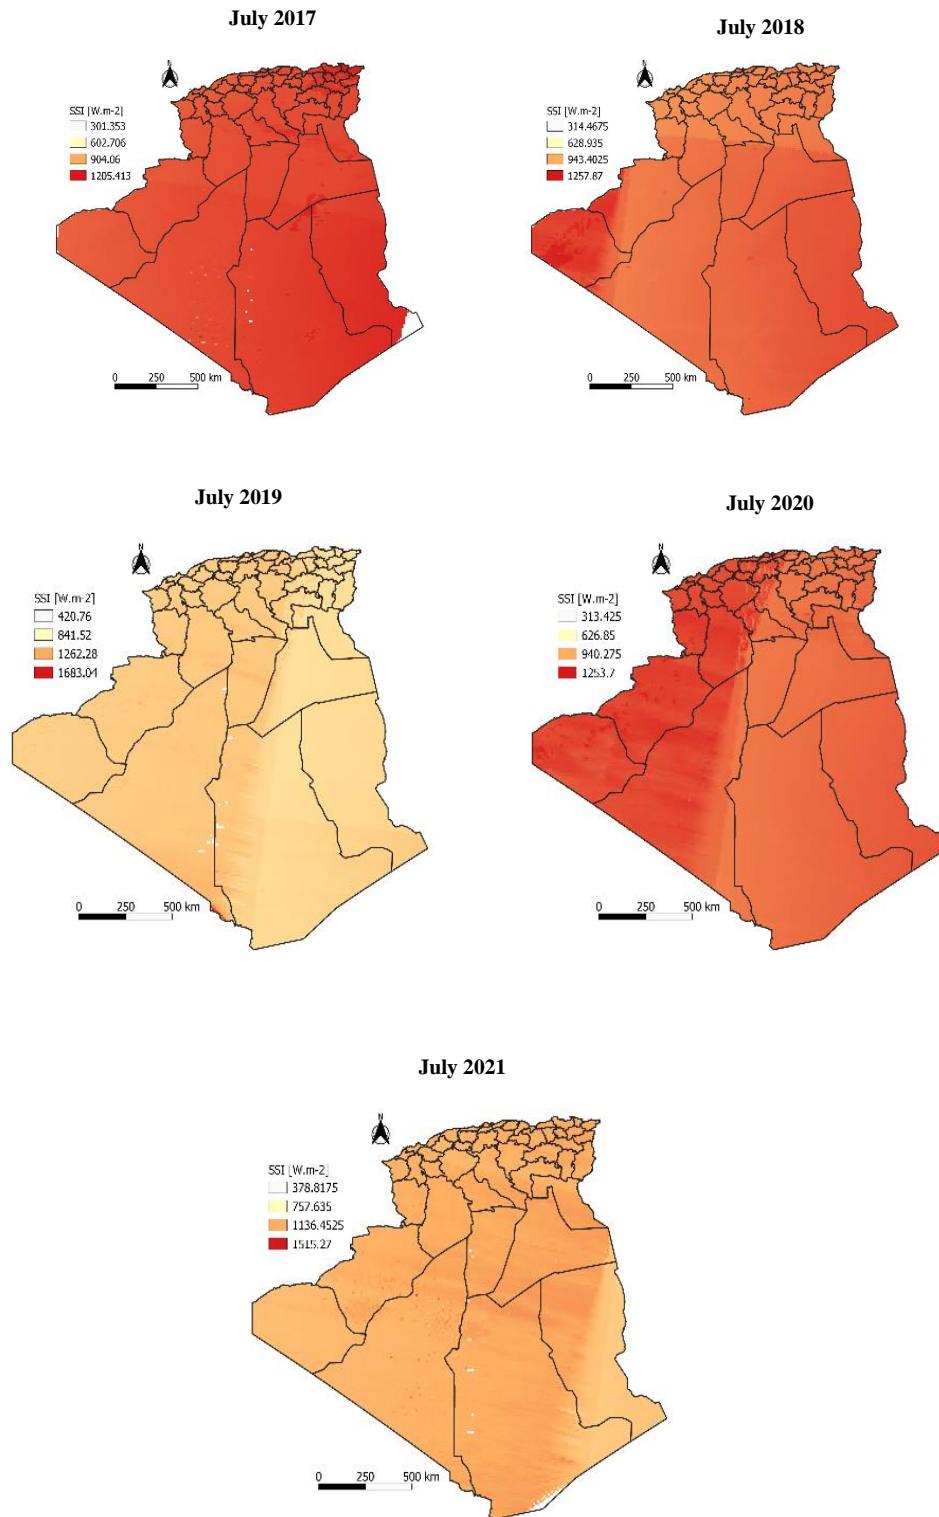 July 2017
N
SSI [W.m-2]
301.353
602.706
904.06
1205.413
0 250 500 km
July 2018
N
SSI [W.m-2]
314.4675
628.935
943.4025
1257.87
0 250 500 km
July 2019
N
SSI [W.m-2]
420.76
841.52
1262.28
1683.04
0 250 500 km
July 2020
N
SSI [W.m-2]
313.425
626.85
940.275
1253.7
0 250 500 km
July 2021
N
SSI [W.m-2]
378.8175
757.635
1136.4525
1515.27
0 250 500 km